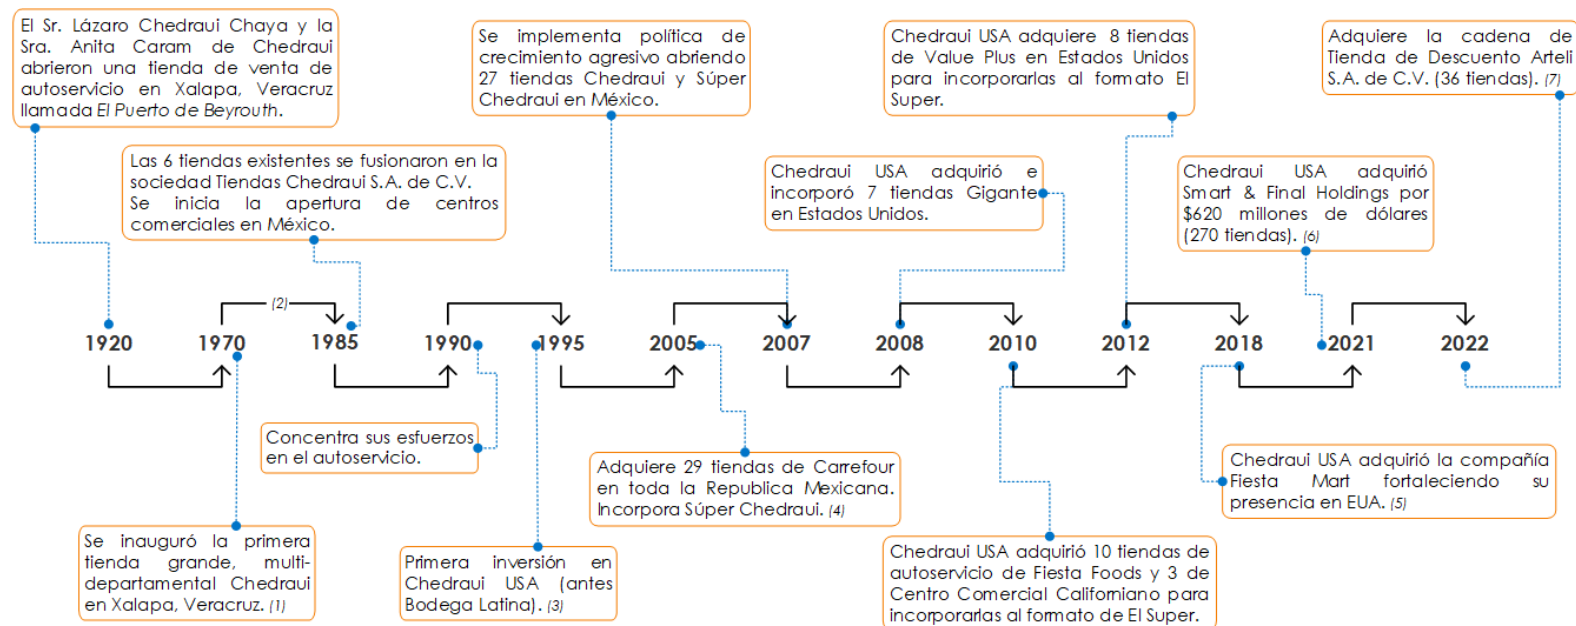 El Sr. Lázaro Chedraui Chaya y la
Sra. Anita Caram de Chedraui
abrieron una tienda de venta de
autoservicio en Xalapa, Veracruz
llamada El Puerto de Beyrouth.
Se implementa política de
crecimiento agresivo abriendo
27 tiendas Chedraui y Súper
Chedraui en México.
Chedraui USA adquiere 8 tiendas
de Value Plus en Estados Unidos
para incorporarlas al formato El
Super.
Adquiere la cadena de
Tienda de Descuento Arteli
S.A. de C.V. (36 tiendas). (7)
Las 6 tiendas existentes se fusionaron en la
sociedad Tiendas Chedraui S.A. de C.V.
Se inicia la apertura de centros
comerciales en México.
Chedraui USA adquirió e
incorporó 7 tiendas Gigante
en Estados Unidos.
Chedraui USA adquirió
Smart & Final Holdings por
$620 millones de dólares
(270 tiendas). (6)
(2)
1920 1970 1985 1990 1995 2005 2007 2008 2010 2012 2018 2021 2022
Concentra sus esfuerzos
en el autoservicio.
Adquiere 29 tiendas de Carrefour
en toda la Republica Mexicana.
Incorpora Súper Chedraui. (4)
Chedraui USA adquirió la compañía
Fiesta Mart fortaleciendo su
presencia en EUA. (5)
Se inauguró la primera
tienda grande, multi-
departamental Chedraui
en Xalapa, Veracruz. (1)
Primera inversión en
Chedraui USA (antes
Bodega Latina). (3)
Chedraui USA adquirió 10 tiendas de
autoservicio de Fiesta Foods y 3 de
Centro Comercial Californiano para
incorporarlas al formato de El Super.